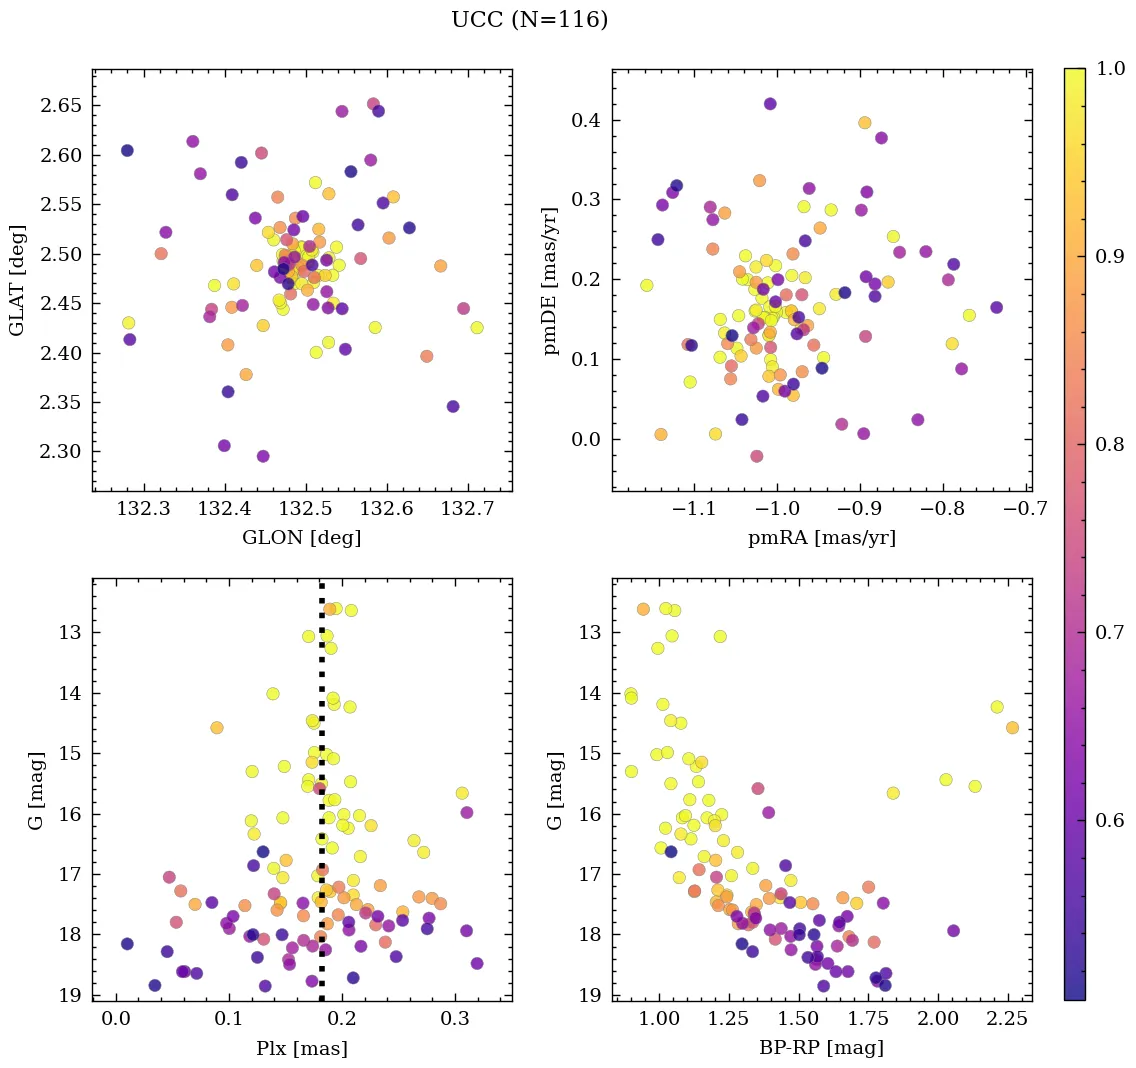 UCC (N=116)
2.65
2.60
2.55
2.50
2.45
2.40
2.35
2.30
GLAT [deg]
132.3 132.4 132.5 132.6 132.7
GLON [deg]
0.4
0.3
0.2
0.1
0.0
pmDE [mas/yr]
−1.1 −1.0 −0.9 −0.8 −0.7
pmRA [mas/yr]
13
14
15
16
17
18
19
G [mag]
0.0 0.1 0.2 0.3
Plx [mas]
13
14
15
16
17
18
19
G [mag]
1.00 1.25 1.50 1.75 2.00 2.25
BP-RP [mag]
1.0
0.9
0.8
0.7
0.6